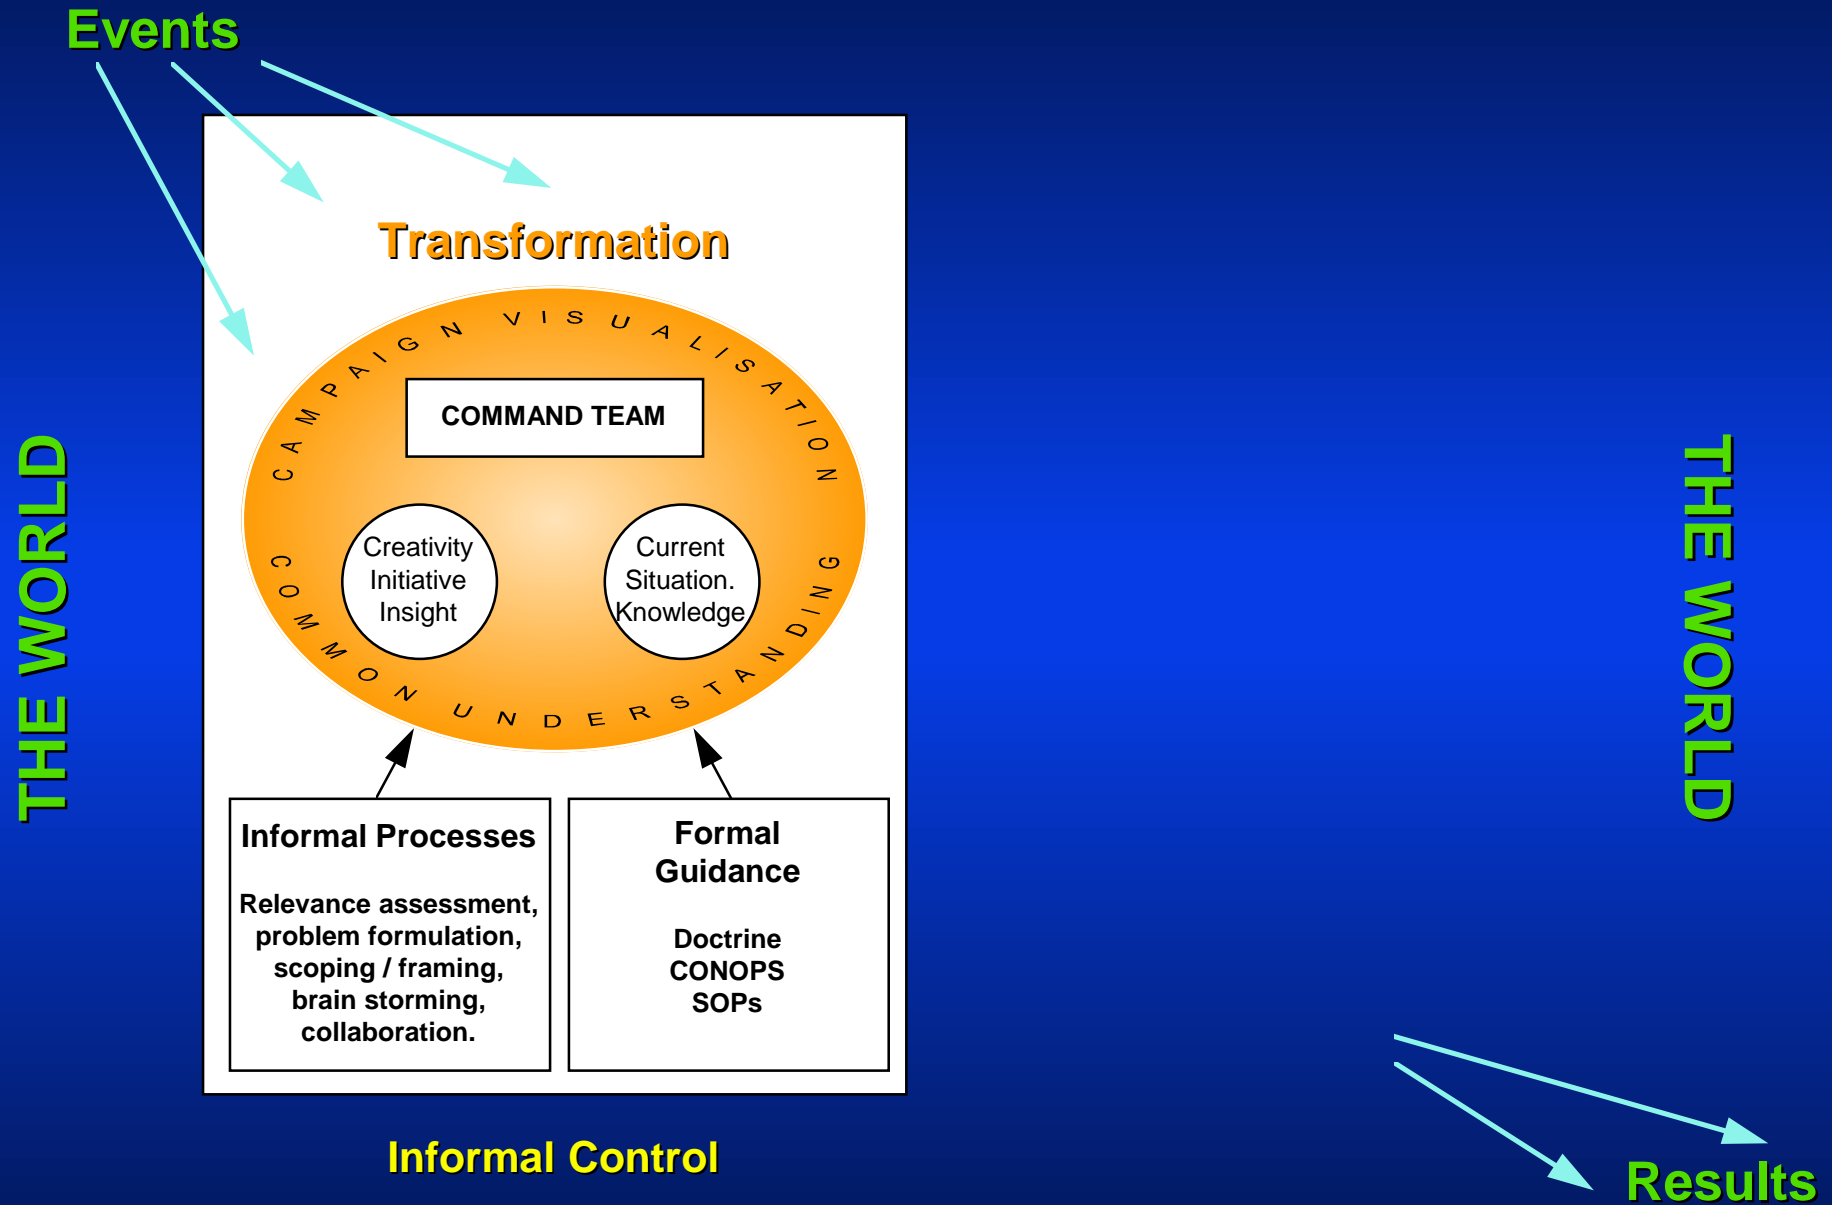 Events
THE WORLD
Transformation
CAMPAIGN VISUALISATION
COMMAND TEAM
Creativity
Initiative
Insight
Current
Situation.
Knowledge
COMMON UNDERSTANDING
Informal Processes
Relevance assessment,
problem formulation,
scoping / framing,
brain storming,
collaboration.
Formal
Guidance
Doctrine
CONOPS
SOPs
Informal Control
THE WORLD
Results